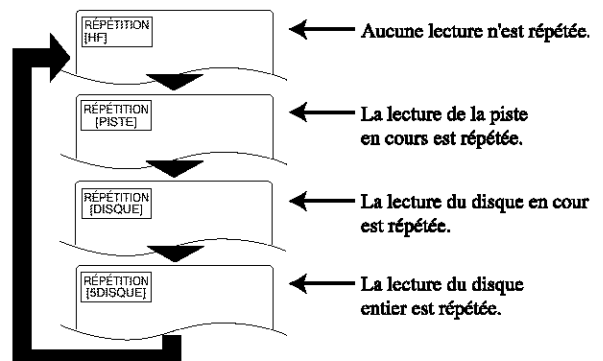 RÉPÉTITION
[HF]
Aucune lecture n'est répétée.
RÉPÉTITION
[PISTE]
La lecture de la piste
en cours est répétée.
RÉPÉTITION
[DISQUE]
La lecture du disque en cour
est répétée.
RÉPÉTITION
[5DISQUE]
La lecture du disque
entier est répétée.